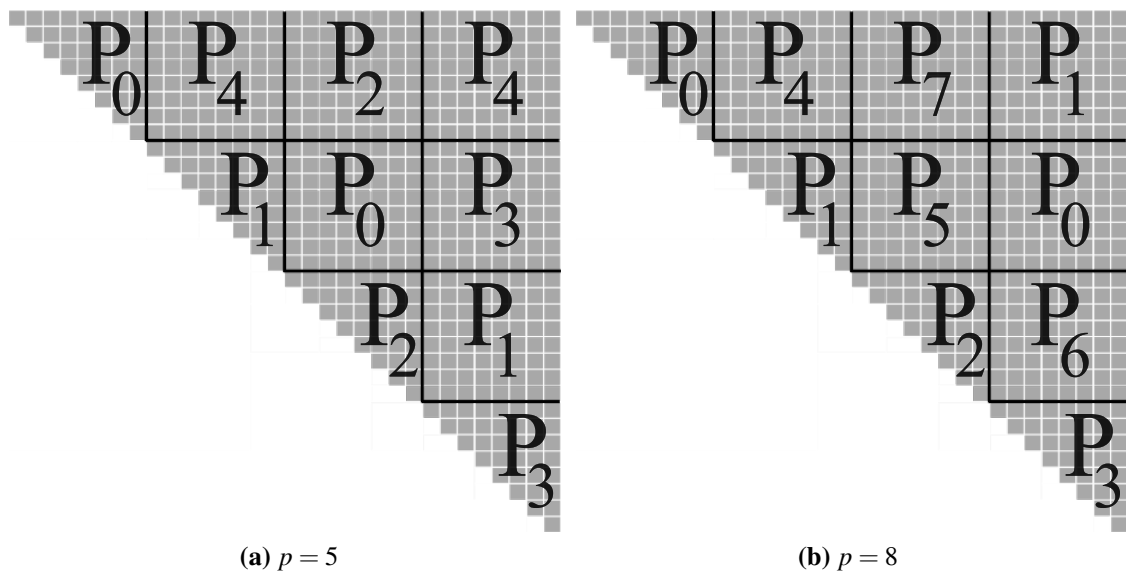 P0 P4 P2 P4
P1 P0 P3
P2 P1
P3
(a) p = 5
P0 P4 P7 P1
P1 P5 P0
P2 P6
P3
(b) p = 8